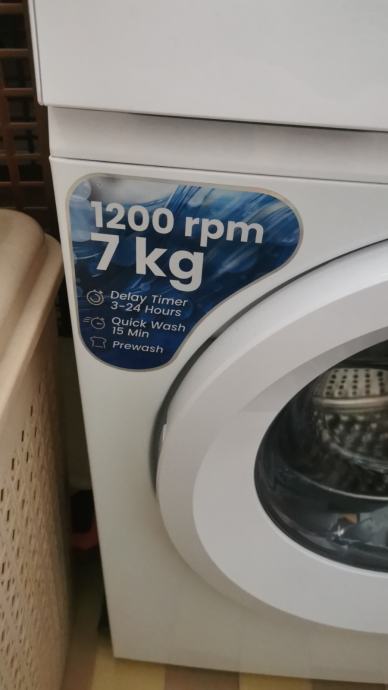 1200 rpm
7 kg
Delay Timer
3-24 Hours
Quick Wash
15 Min
Prewash